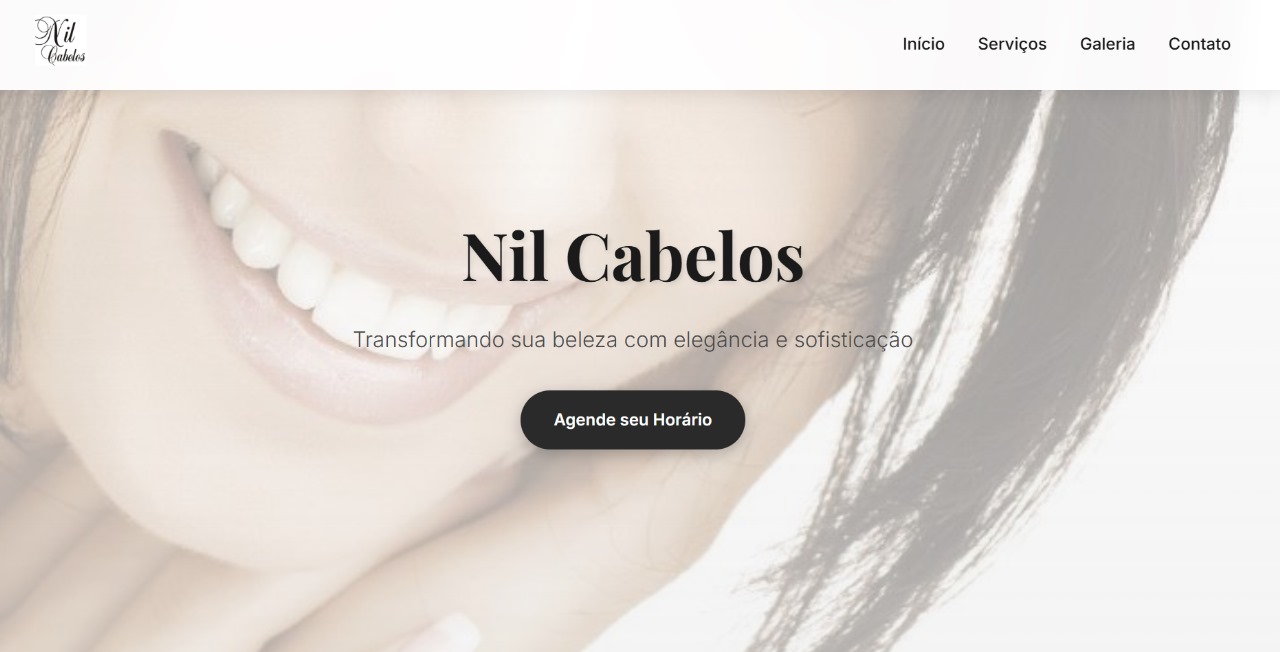 Nil
Cabelos
Início
Serviços
Galeria
Contato
Nil Cabelos
Transformando sua beleza com elegância e sofisticação
Agende seu Horário